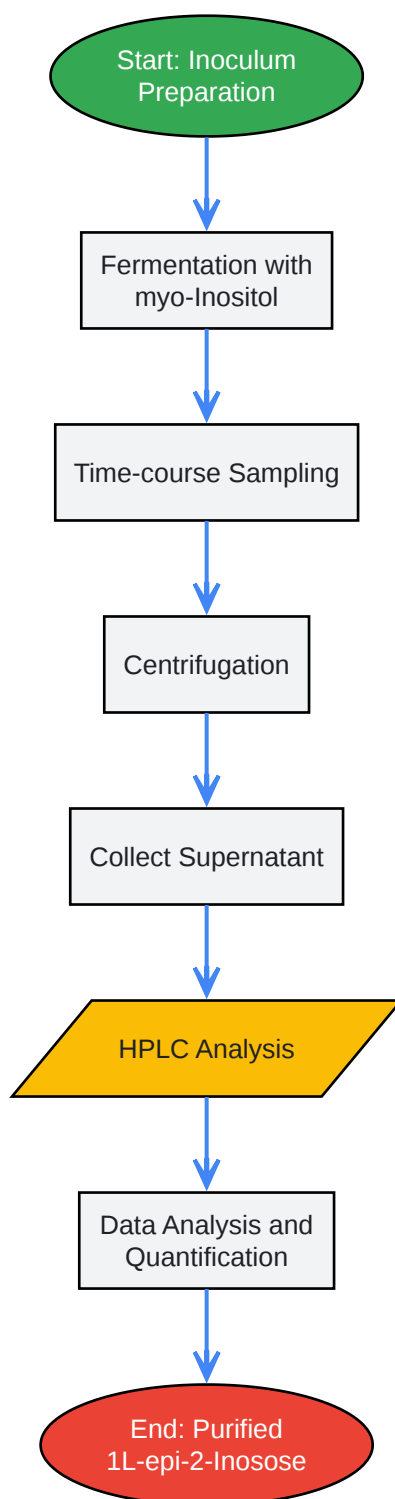 Start: Inoculum
Preparation
Fermentation with
myo-Inositol
Time-course Sampling
Centrifugation
Collect Supernatant
HPLC Analysis
Data Analysis and
Quantification
End: Purified
1L-epi-2-Inosose